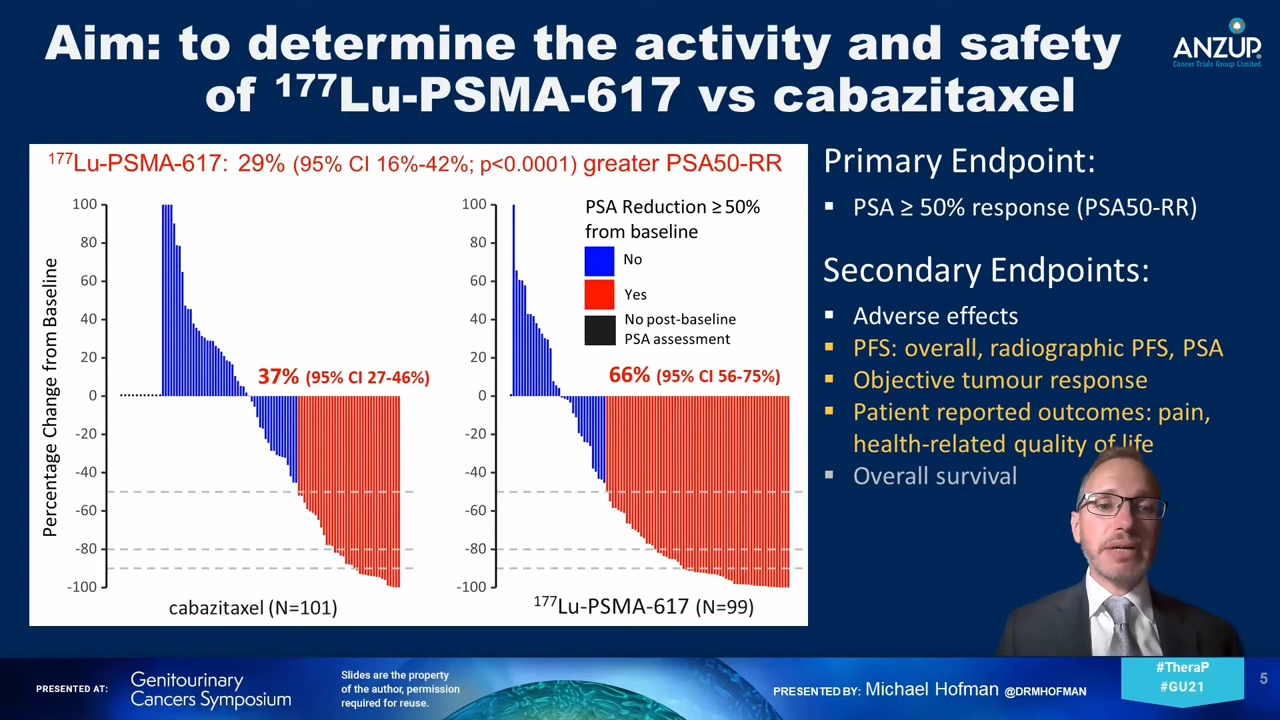 Aim: to determine the activity and safety
of ¹⁷⁷Lu-PSMA-617 vs cabazitaxel
ANZUP
Cancer Trials Group Limited
¹⁷⁷Lu-PSMA-617: 29% (95% CI 16%-42%; p<0.0001) greater PSA50-RR
Percentage Change from Baseline
100
80
60
40
20
0
-20
-40
-60
-80
-100
37% (95% CI 27-46%)
cabazitaxel (N=101)
100
80
60
40
20
0
-20
-40
-60
-80
-100
PSA Reduction ≥ 50%
from baseline
No
Yes
No post-baseline
PSA assessment
66% (95% CI 56-75%)
¹⁷⁷Lu-PSMA-617 (N=99)
Primary Endpoint:
▪ PSA ≥ 50% response (PSA50-RR)
Secondary Endpoints:
▪ Adverse effects
▪ PFS: overall, radiographic PFS, PSA
▪ Objective tumour response
▪ Patient reported outcomes: pain,
health-related quality of life
▪ Overall survival
PRESENTED AT:
Genitourinary
Cancers Symposium
Slides are the property
of the author, permission
required for reuse.
PRESENTED BY: Michael Hofman @DRMHOFMAN
#TheraP
#GU21
5